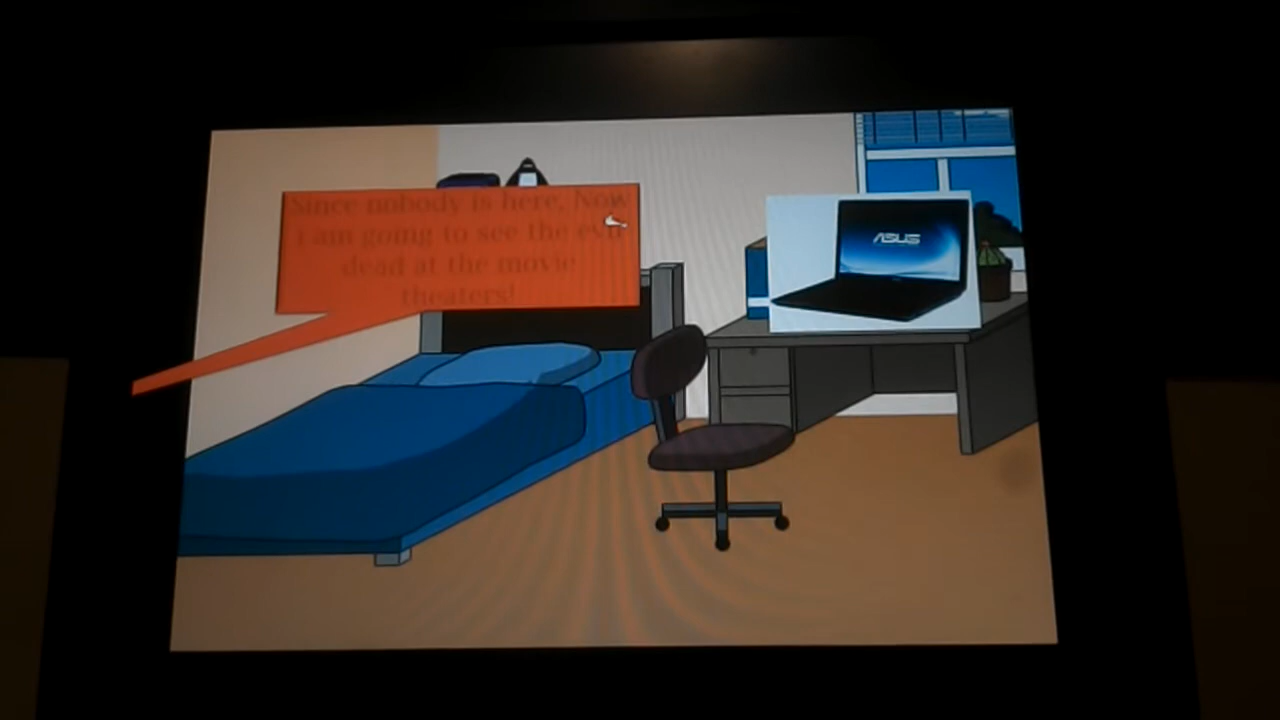 Since nobody is here, Now
i am going to see the evil
dead at the movie
theaters!
ASUS